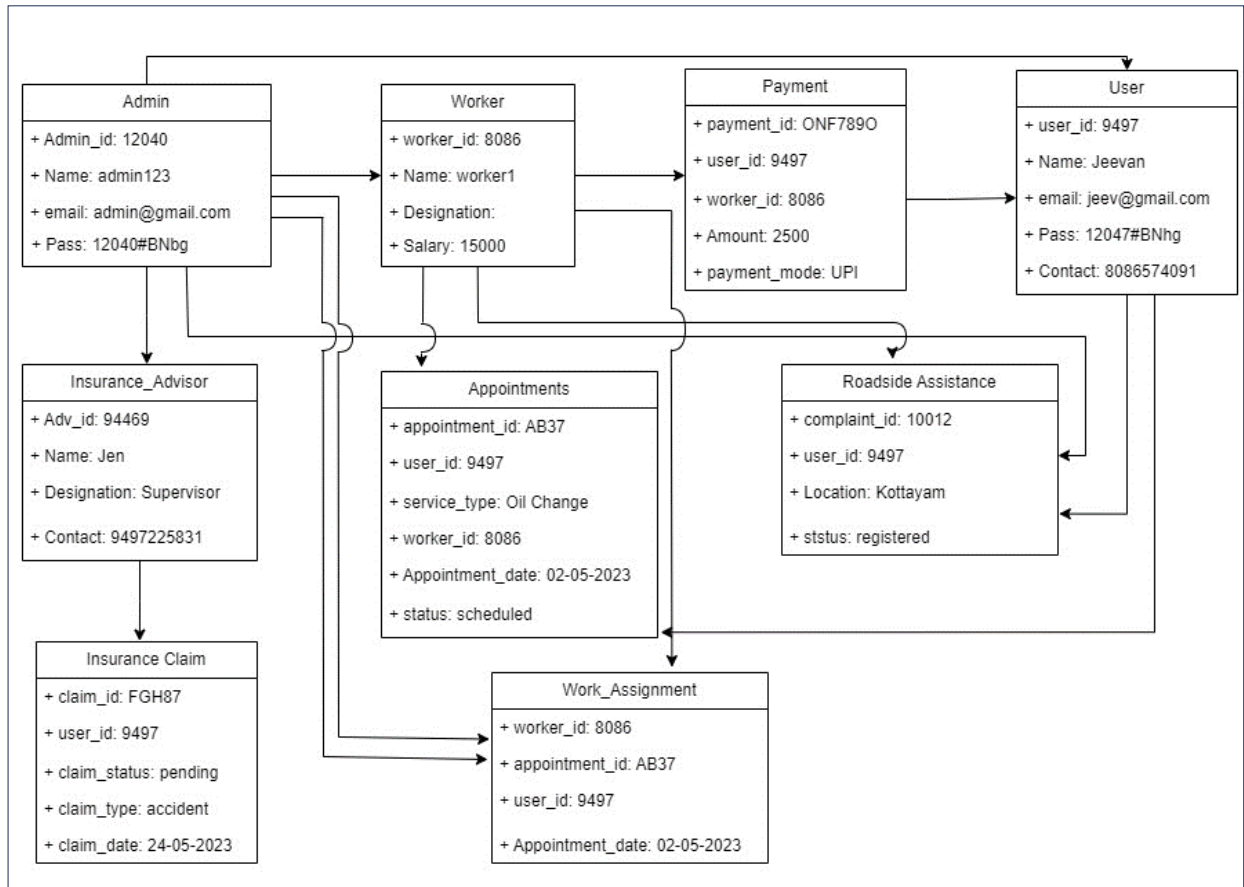 Admin
+ Admin_id: 12040
+ Name: admin123
+ email: admin@gmail.com
+ Pass: 12040#BNbg
Worker
+ worker_id: 8086
+ Name: worker1
+ Designation:
+ Salary: 15000
Payment
+ payment_id: ONF789O
+ user_id: 9497
+ worker_id: 8086
+ Amount: 2500
+ payment_mode: UPI
User
+ user_id: 9497
+ Name: Jeevan
+ email: jeev@gmail.com
+ Pass: 12047#BNhg
+ Contact: 8086574091
Insurance_Advisor
+ Adv_id: 94469
+ Name: Jen
+ Designation: Supervisor
+ Contact: 9497225831
Appointments
+ appointment_id: AB37
+ user_id: 9497
+ service_type: Oil Change
+ worker_id: 8086
+ Appointment_date: 02-05-2023
+ status: scheduled
Roadside Assistance
+ complaint_id: 10012
+ user_id: 9497
+ Location: Kottayam
+ ststus: registered
Insurance Claim
+ claim_id: FGH87
+ user_id: 9497
+ claim_status: pending
+ claim_type: accident
+ claim_date: 24-05-2023
Work_Assignment
+ worker_id: 8086
+ appointment_id: AB37
+ user_id: 9497
+ Appointment_date: 02-05-2023